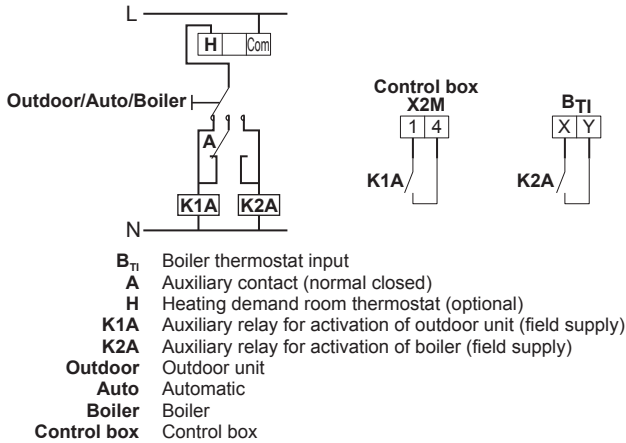 L
H Com
Outdoor/Auto/Boiler
A
K1A K2A
N
Control box
X2M
1 4
K1A
BTI
X Y
K2A
BTI Boiler thermostat input
A Auxiliary contact (normal closed)
H Heating demand room thermostat (optional)
K1A Auxiliary relay for activation of outdoor unit (field supply)
K2A Auxiliary relay for activation of boiler (field supply)
Outdoor Outdoor unit
Auto Automatic
Boiler Boiler
Control box Control box